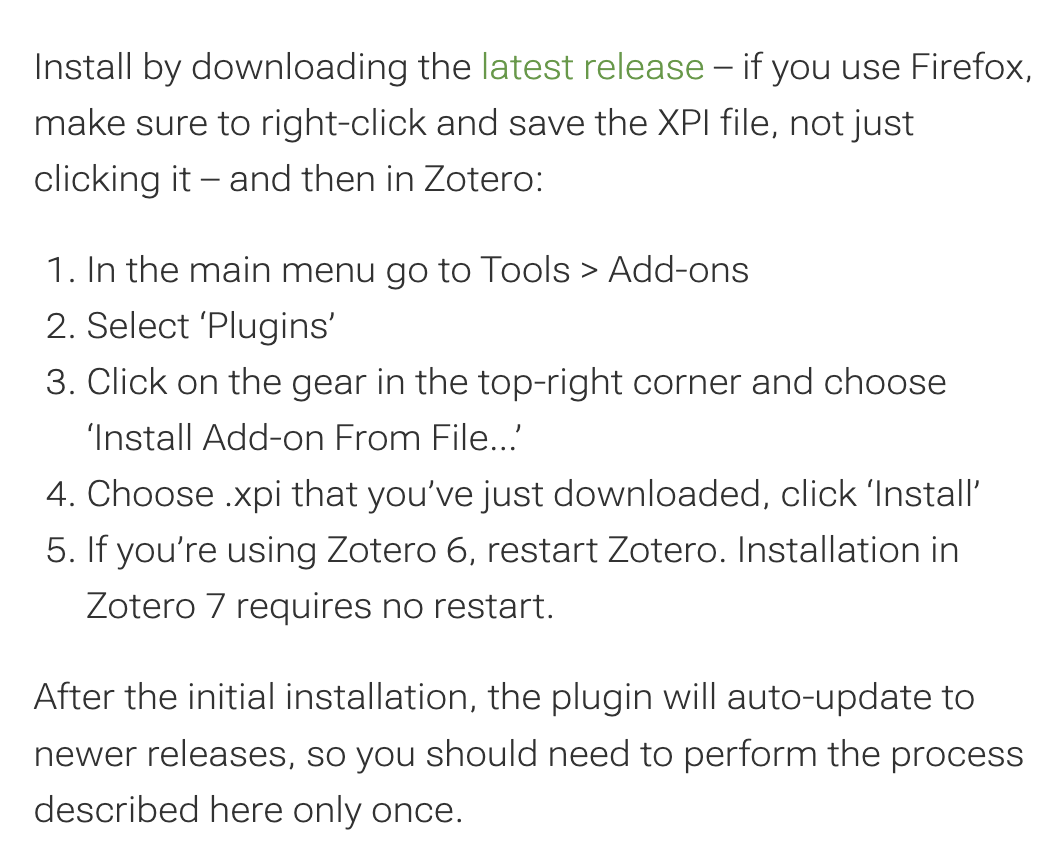 Install by downloading the latest release – if you use Firefox,
make sure to right-click and save the XPI file, not just
clicking it – and then in Zotero:
1. In the main menu go to Tools > Add-ons
2. Select ‘Plugins’
3. Click on the gear in the top-right corner and choose
‘Install Add-on From File...’
4. Choose .xpi that you’ve just downloaded, click ‘Install’
5. If you’re using Zotero 6, restart Zotero. Installation in
Zotero 7 requires no restart.
After the initial installation, the plugin will auto-update to
newer releases, so you should need to perform the process
described here only once.